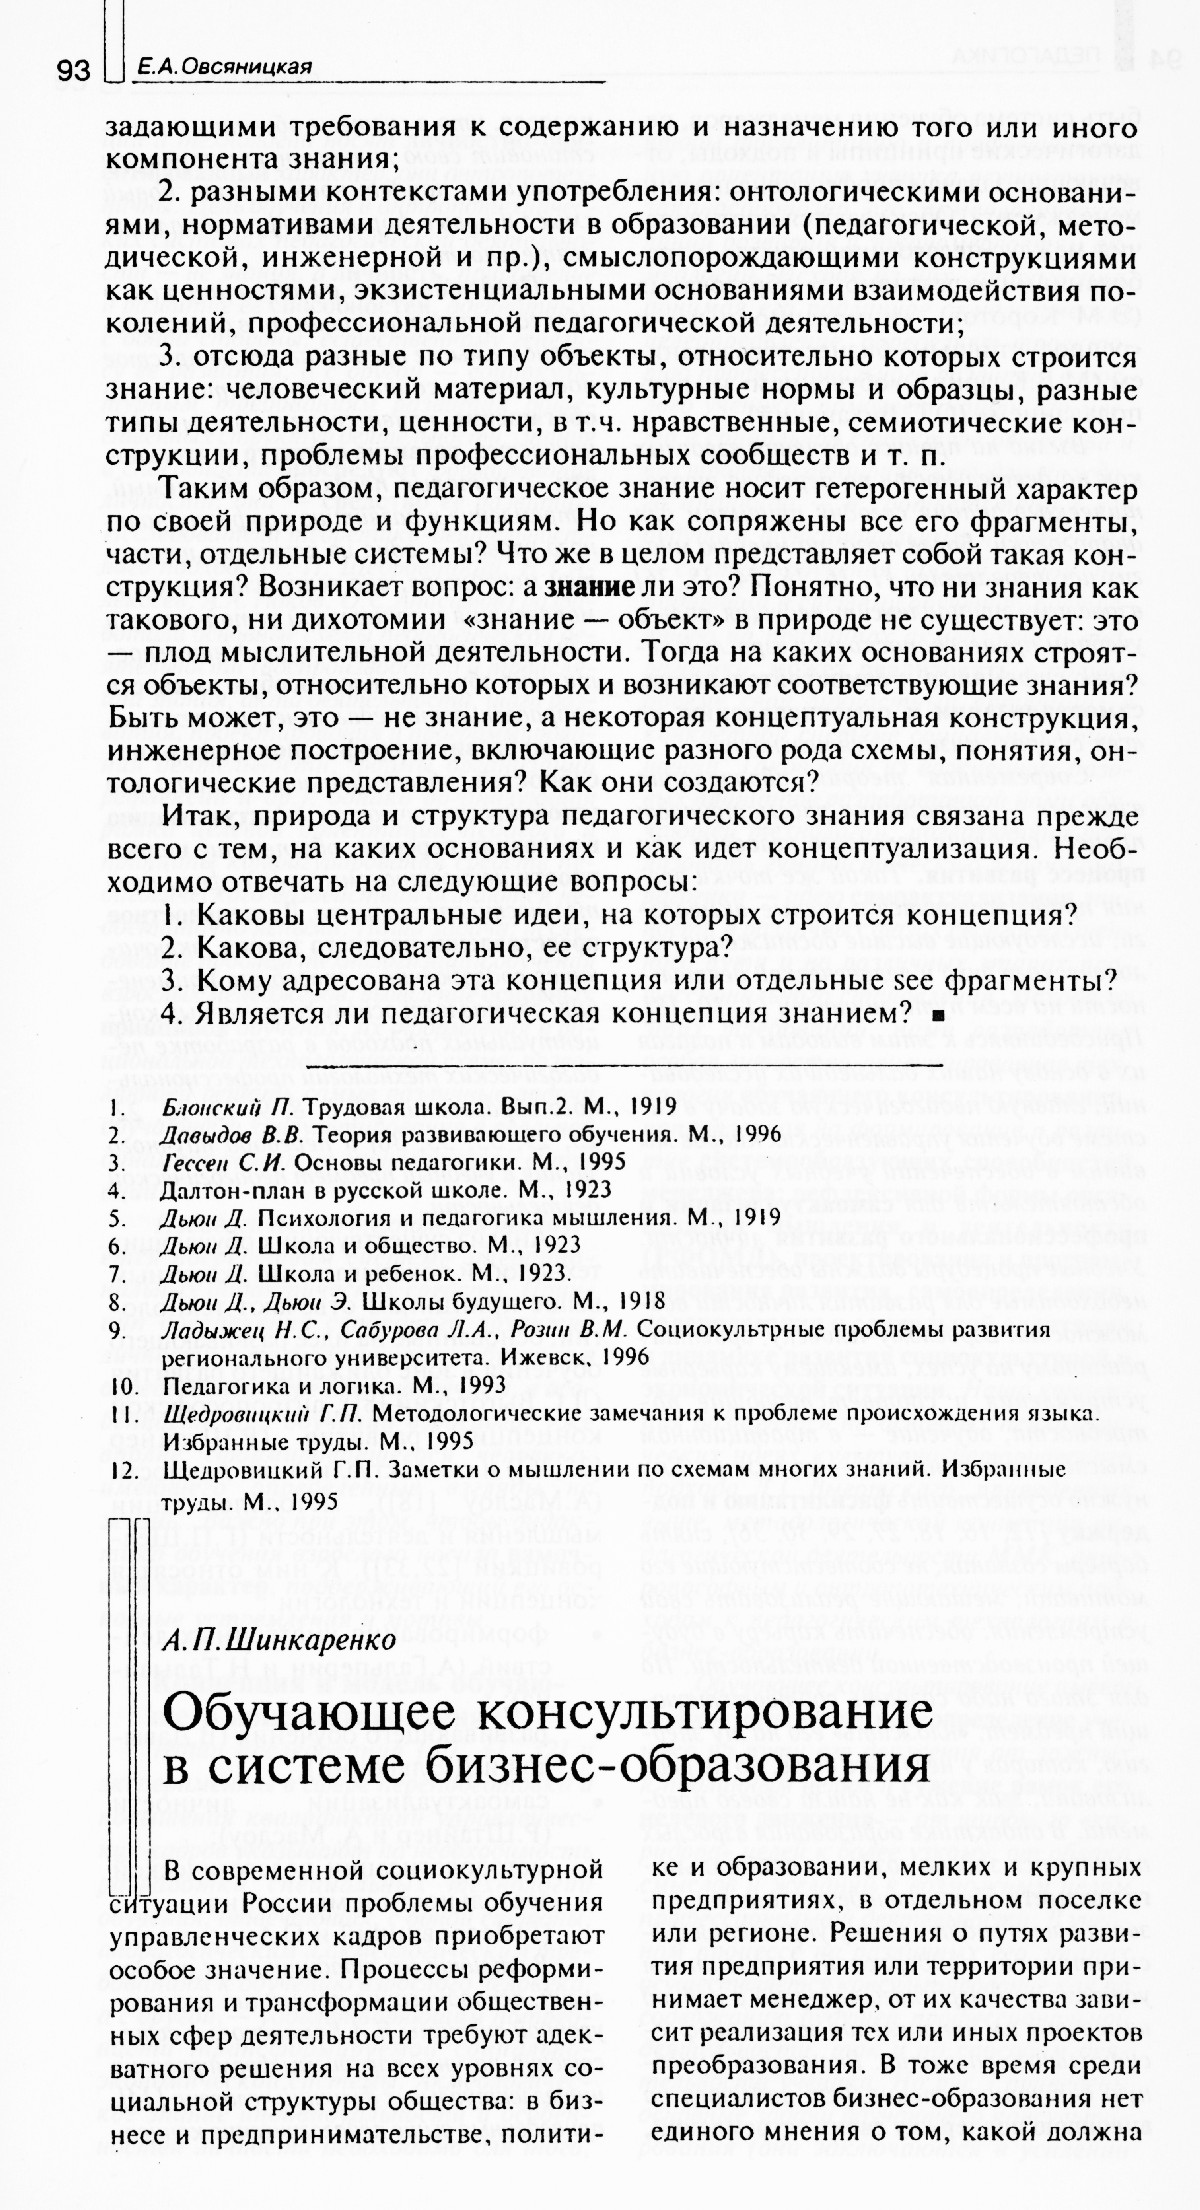 93
Е.А.Овсяницкая
задающими требования к содержанию и назначению того или иного
компонента знания;
2. разными контекстами употребления: онтологическими основани-
ями, нормативами деятельности в образовании (педагогической, мето-
дической, инженерной и пр.), смыслопорождающими конструкциями
как ценностями, экзистенциальными основаниями взаимодействия по-
колений, профессиональной педагогической деятельности;
3. отсюда разные по типу объекты, относительно которых строится
знание: человеческий материал, культурные нормы и образцы, разные
типы деятельности, ценности, в т.ч. нравственные, семиотические кон-
струкции, проблемы профессиональных сообществ и т. п.
Таким образом, педагогическое знание носит гетерогенный характер
по своей природе и функциям. Но как сопряжены все его фрагменты,
части, отдельные системы? Что же в целом представляет собой такая кон-
струкция? Возникает вопрос: а знание ли это? Понятно, что ни знания как
такового, ни дихотомии «знание — объект» в природе не существует: это
— плод мыслительной деятельности. Тогда на каких основаниях строят-
ся объекты, относительно которых и возникают соответствующие знания?
Быть может, это — не знание, а некоторая концептуальная конструкция,
инженерное построение, включающие разного рода схемы, понятия, он-
тологические представления? Как они создаются?
Итак, природа и структура педагогического знания связана прежде
всего с тем, на каких основаниях и как идет концептуализация. Необ-
ходимо отвечать на следующие вопросы:
1. Каковы центральные идеи, на которых строится концепция?
2. Какова, следовательно, ее структура?
3. Кому адресована эта концепция или отдельные see фрагменты?
4. Является ли педагогическая концепция знанием? ■
1. Блонский П. Трудовая школа. Вып.2. М., 1919
2. Давыдов В.В. Теория развивающего обучения. М., 1996
3. Гессен С.И. Основы педагогики. М., 1995
4. Далтон-план в русской школе. М., 1923
5. Дьюи Д. Психология и педагогика мышления. М., 1919
6. Дьюи Д. Школа и общество. М., 1923
7. Дьюи Д. Школа и ребенок. М., 1923.
8. Дьюи Д., Дьюи Э. Школы будущего. М., 1918
9. Ладыжец Н.С., Сабурова Л.А., Розин В.М. Социокультрные проблемы развития
регионального университета. Ижевск, 1996
10. Педагогика и логика. М., 1993
11. Щедровицкий Г.П. Методологические замечания к проблеме происхождения языка.
Избранные труды. М., 1995
12. Щедровицкий Г.П. Заметки о мышлении по схемам многих знаний. Избранные
труды. М., 1995
А.П.Шинкаренко
Обучающее консультирование
в системе бизнес-образования
В современной социокультурной
ситуации России проблемы обучения
управленческих кадров приобретают
особое значение. Процессы реформи-
рования и трансформации обществен-
ных сфер деятельности требуют адек-
ватного решения на всех уровнях со-
циальной структуры общества: в биз-
несе и предпринимательстве, полити-
ке и образовании, мелких и крупных
предприятиях, в отдельном поселке
или регионе. Решения о путях разви-
тия предприятия или территории при-
нимает менеджер, от их качества зави-
сит реализация тех или иных проектов
преобразования. В тоже время среди
специалистов бизнес-образования нет
единого мнения о том, какой должна